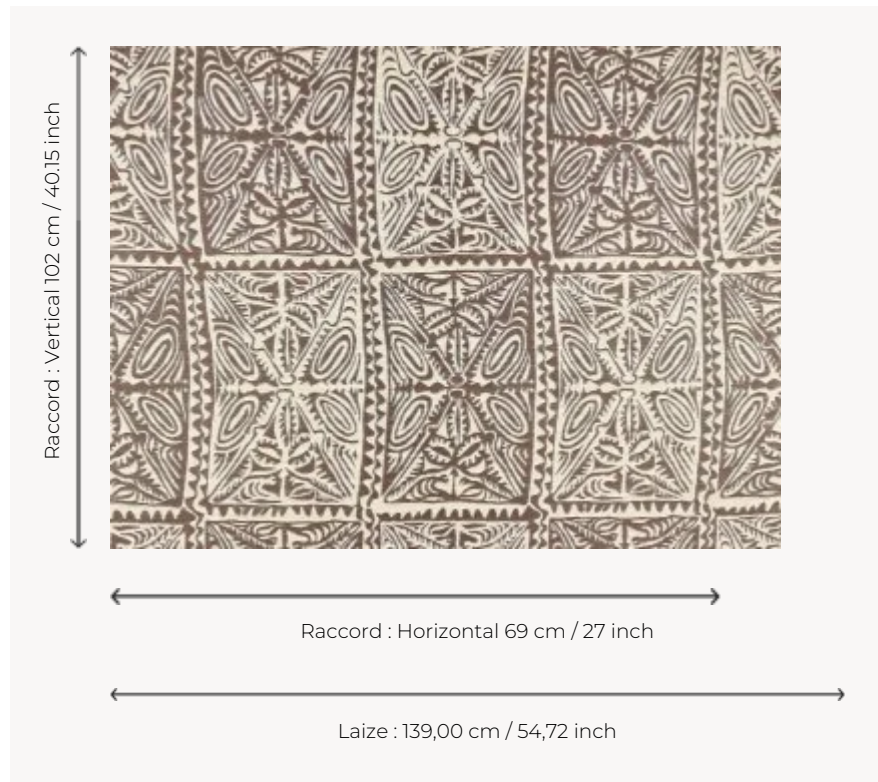 Raccord : Vertical 102 cm / 40.15 inch
Raccord : Horizontal 69 cm / 27 inch
Laize : 139,00 cm / 54,72 inch